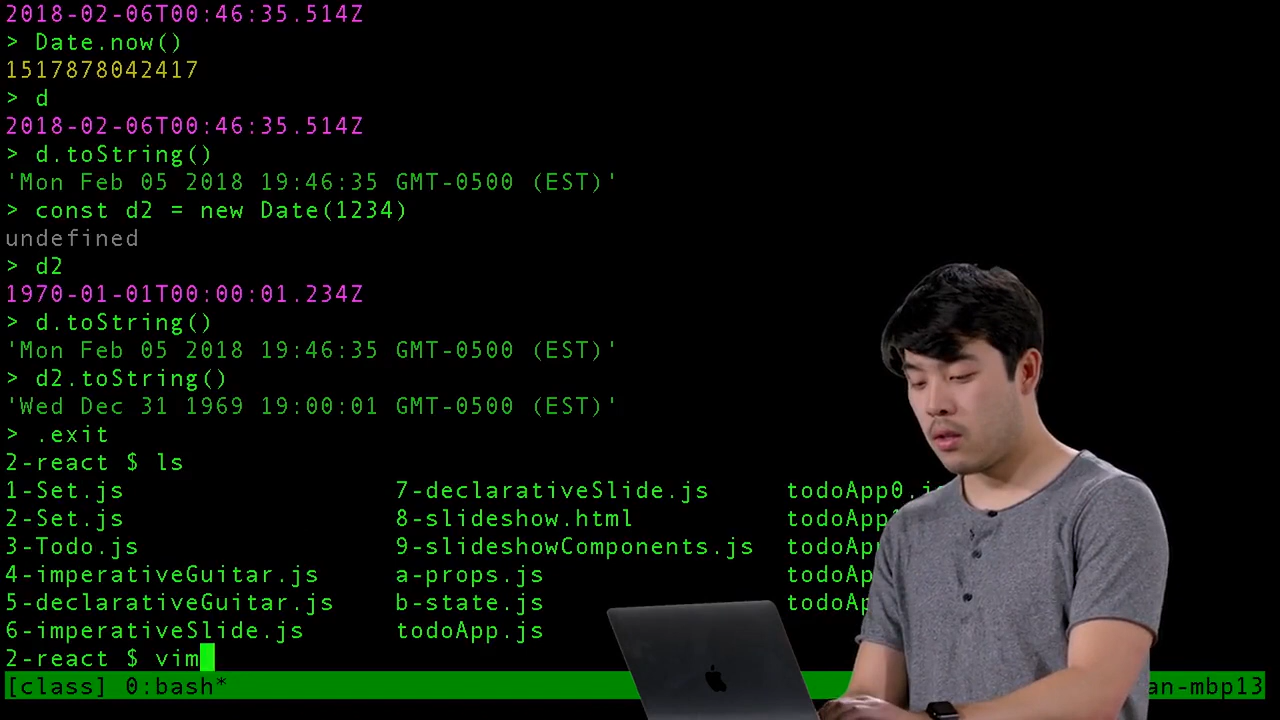 2018-02-06T00:46:35.514Z
> Date.now()
1517878042417
> d
2018-02-06T00:46:35.514Z
> d.toString()
'Mon Feb 05 2018 19:46:35 GMT-0500 (EST)'
> const d2 = new Date(1234)
undefined
> d2
1970-01-01T00:00:01.234Z
> d.toString()
'Mon Feb 05 2018 19:46:35 GMT-0500 (EST)'
> d2.toString()
'Wed Dec 31 1969 19:00:01 GMT-0500 (EST)'
> .exit
2-react $ ls
1-Set.js 7-declarativeSlide.js todoApp0.js
2-Set.js 8-slideshow.html
3-Todo.js 9-slideshowComponents.js
4-imperativeGuitar.js a-props.js
5-declarativeGuitar.js b-state.js
6-imperativeSlide.js todoApp.js
2-react $ vim
[class] 0:bash* an-mbp13